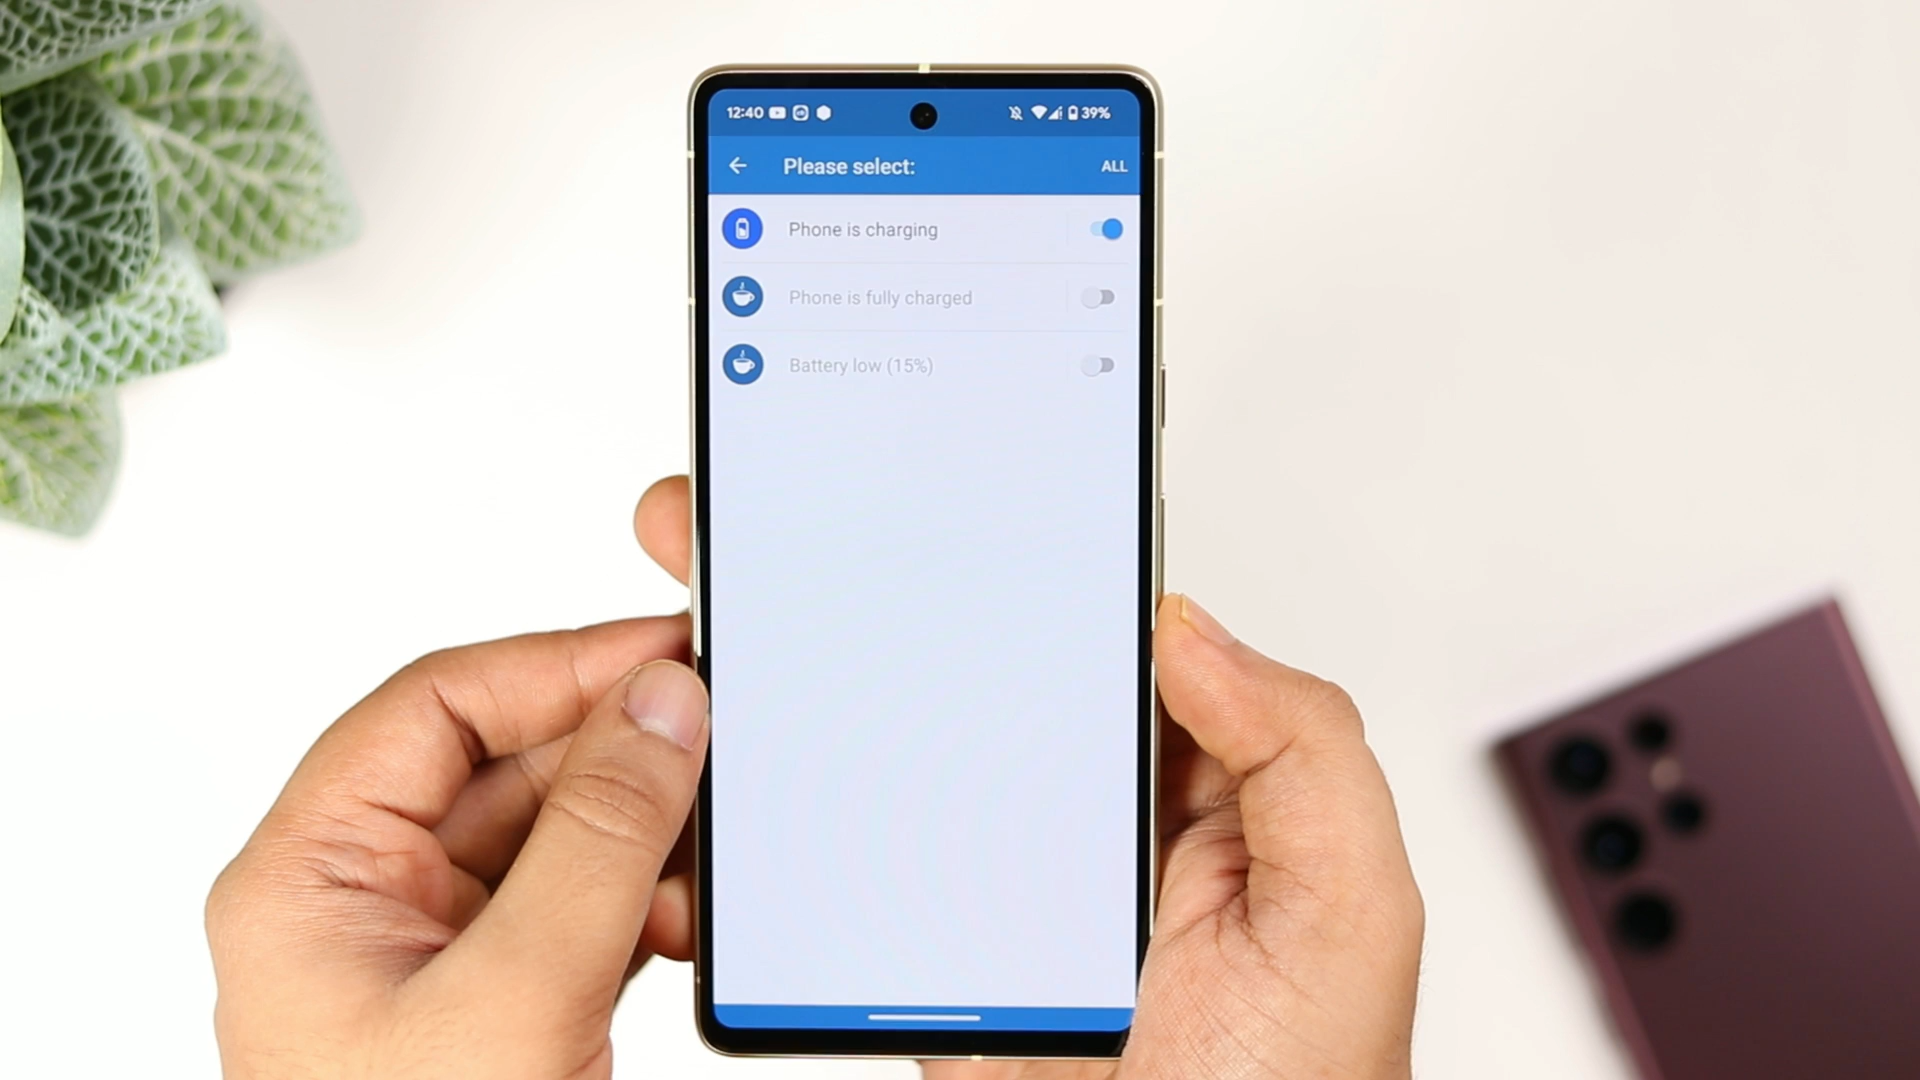 12:40 39%
Please select: ALL
Phone is charging
Phone is fully charged
Battery low (15%)